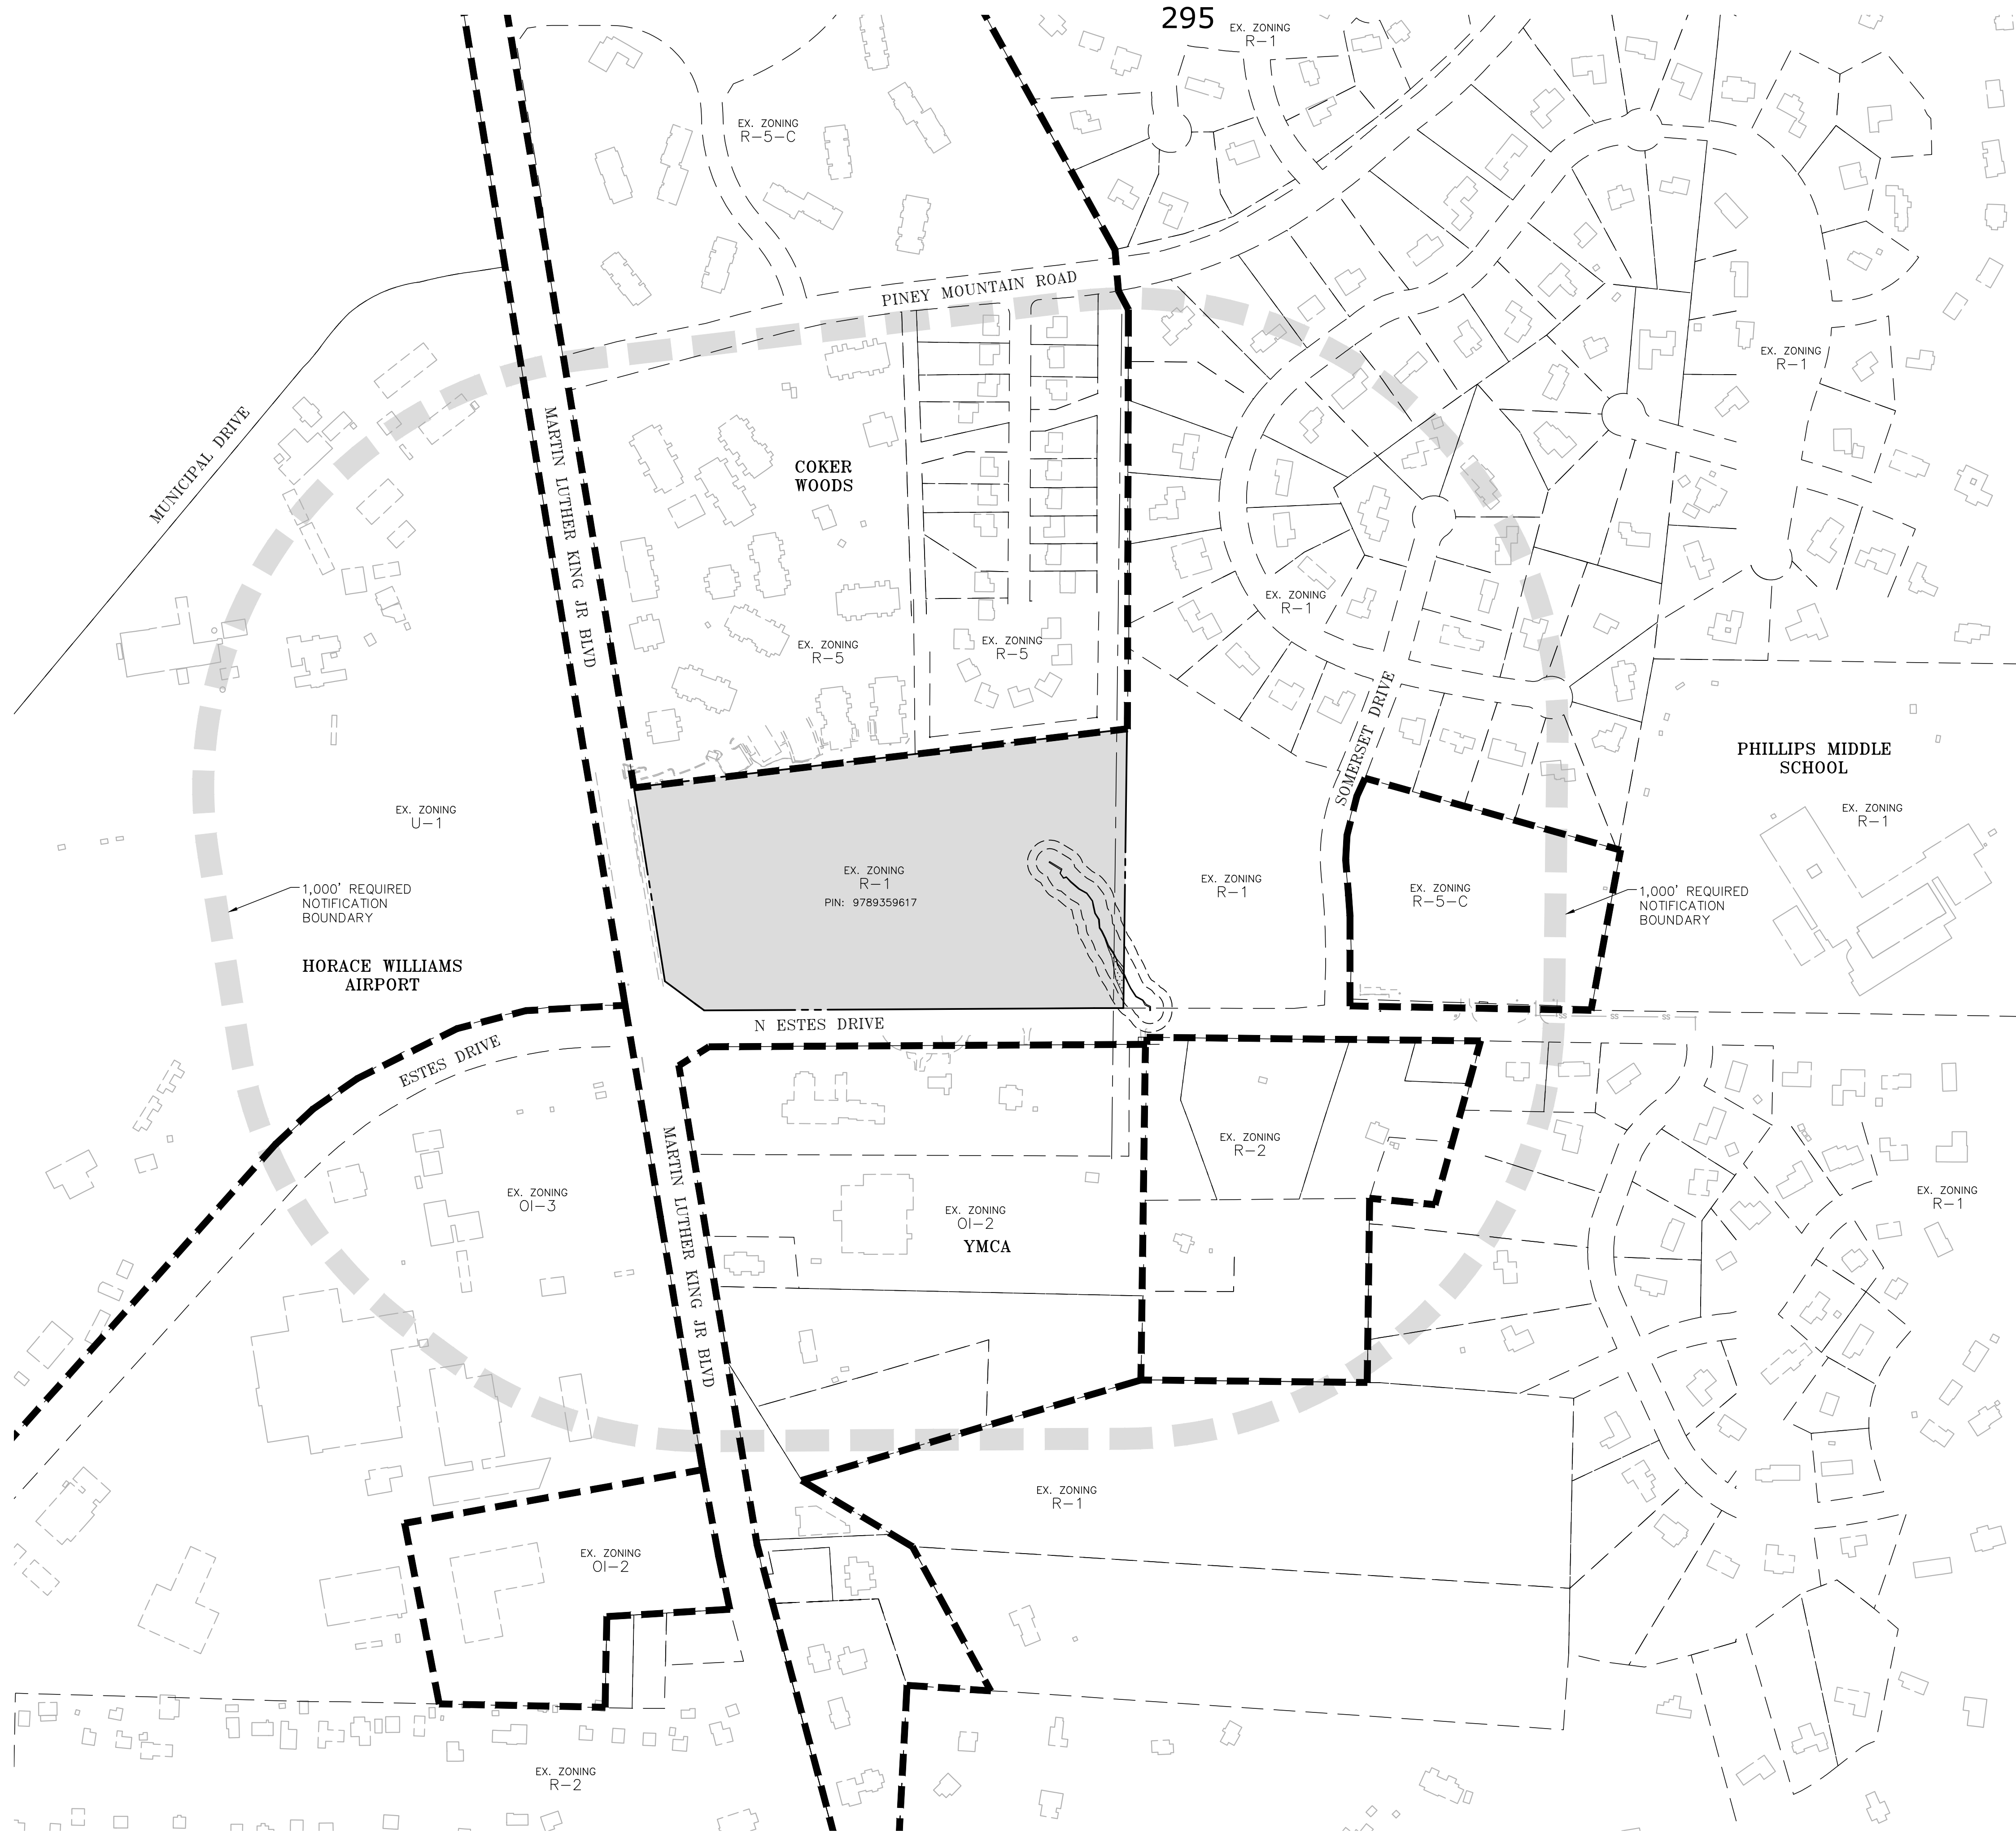 295
EX. ZONING
R-1
EX. ZONING
R-5-C
PINEY MOUNTAIN ROAD
EX. ZONING
R-1
MUNICIPAL DRIVE
MARTIN LUTHER KING JR BLVD
COKER
WOODS
EX. ZONING
R-1
EX. ZONING
R-5
EX. ZONING
R-5
SOMERSET DRIVE
PHILLIPS MIDDLE
SCHOOL
EX. ZONING
R-1
EX. ZONING
U-1
EX. ZONING
R-1
PIN: 9789359617
EX. ZONING
R-1
EX. ZONING
R-5-C
1,000' REQUIRED
NOTIFICATION
BOUNDARY
1,000' REQUIRED
NOTIFICATION
BOUNDARY
HORACE WILLIAMS
AIRPORT
N ESTES DRIVE
SS
SS
SS
ESTES DRIVE
MARTIN LUTHER KING JR BLVD
EX. ZONING
R-2
EX. ZONING
OI-3
EX. ZONING
OI-2
YMCA
EX. ZONING
R-1
EX. ZONING
R-1
EX. ZONING
OI-2
EX. ZONING
R-2